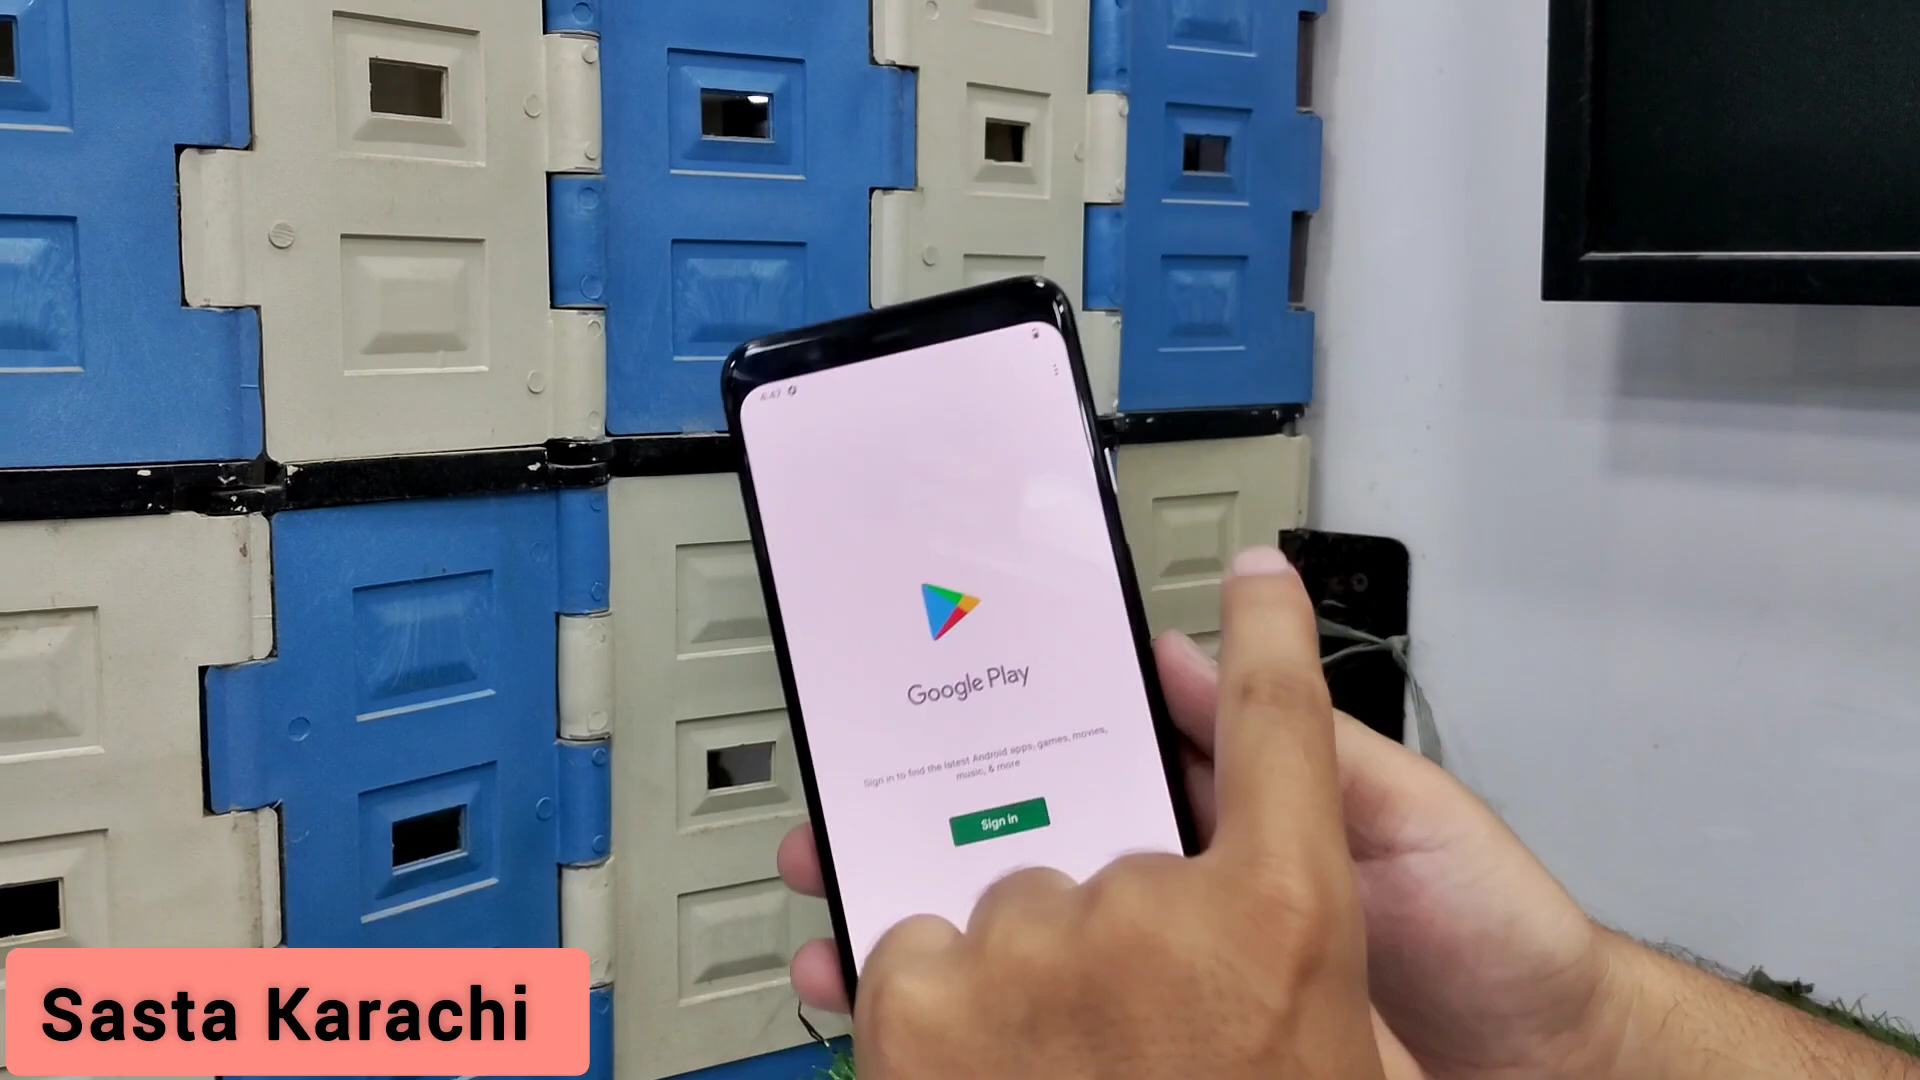 Google Play
Sign in to find the latest Android apps, games, movies,
music, & more
Sign in
Sasta Karachi